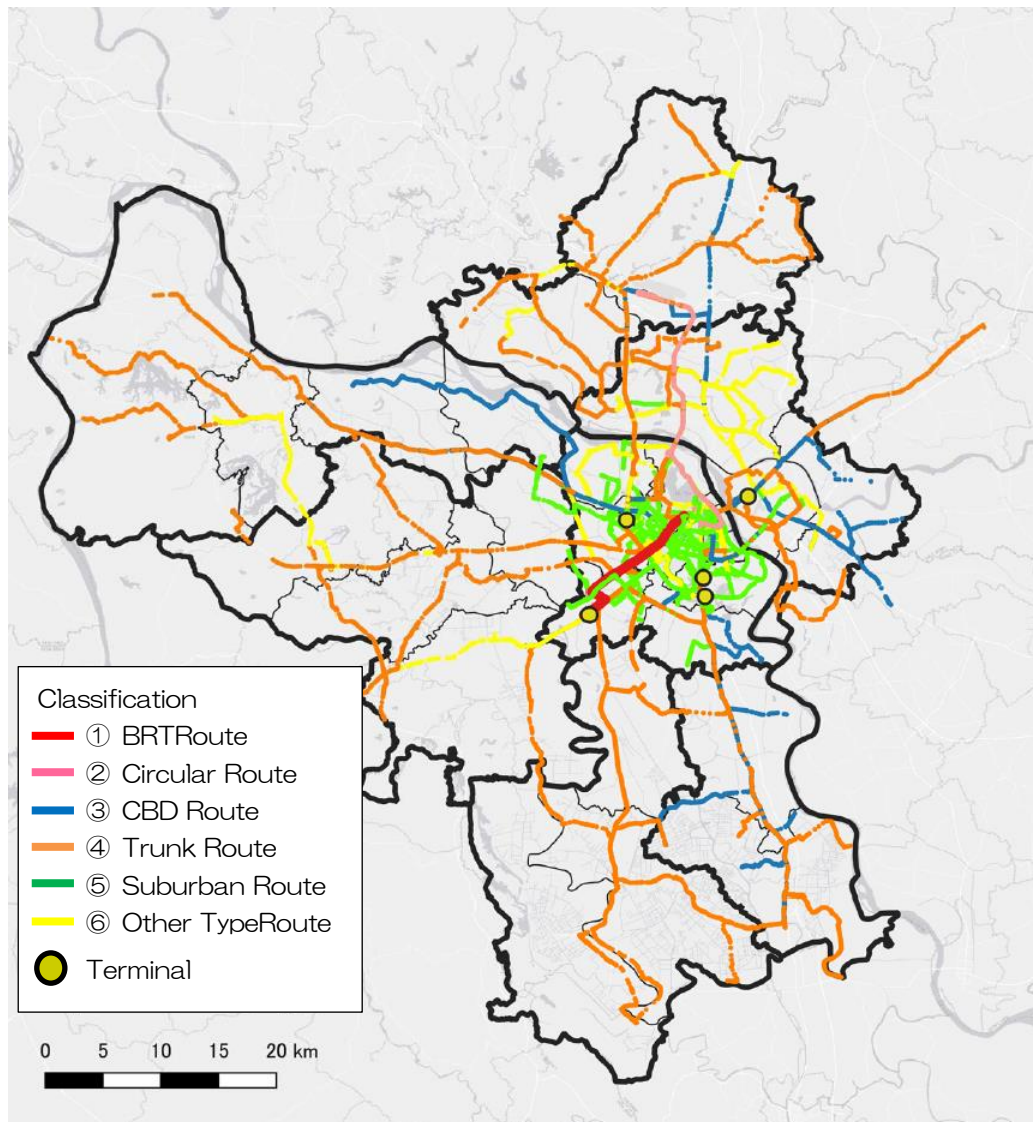 Classification
① BRTRoute
② Circular Route
③ CBD Route
④ Trunk Route
⑤ Suburban Route
⑥ Other TypeRoute
Terminal
0 5 10 15 20 km